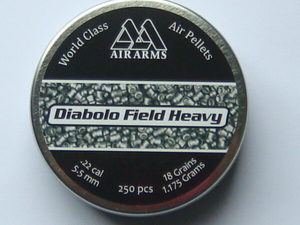 World Class
Air Pellets
AIR ARMS
Diabolo Field Heavy
.22 cal
5.5 mm
250 pcs
18 Grains
1.175 Grams